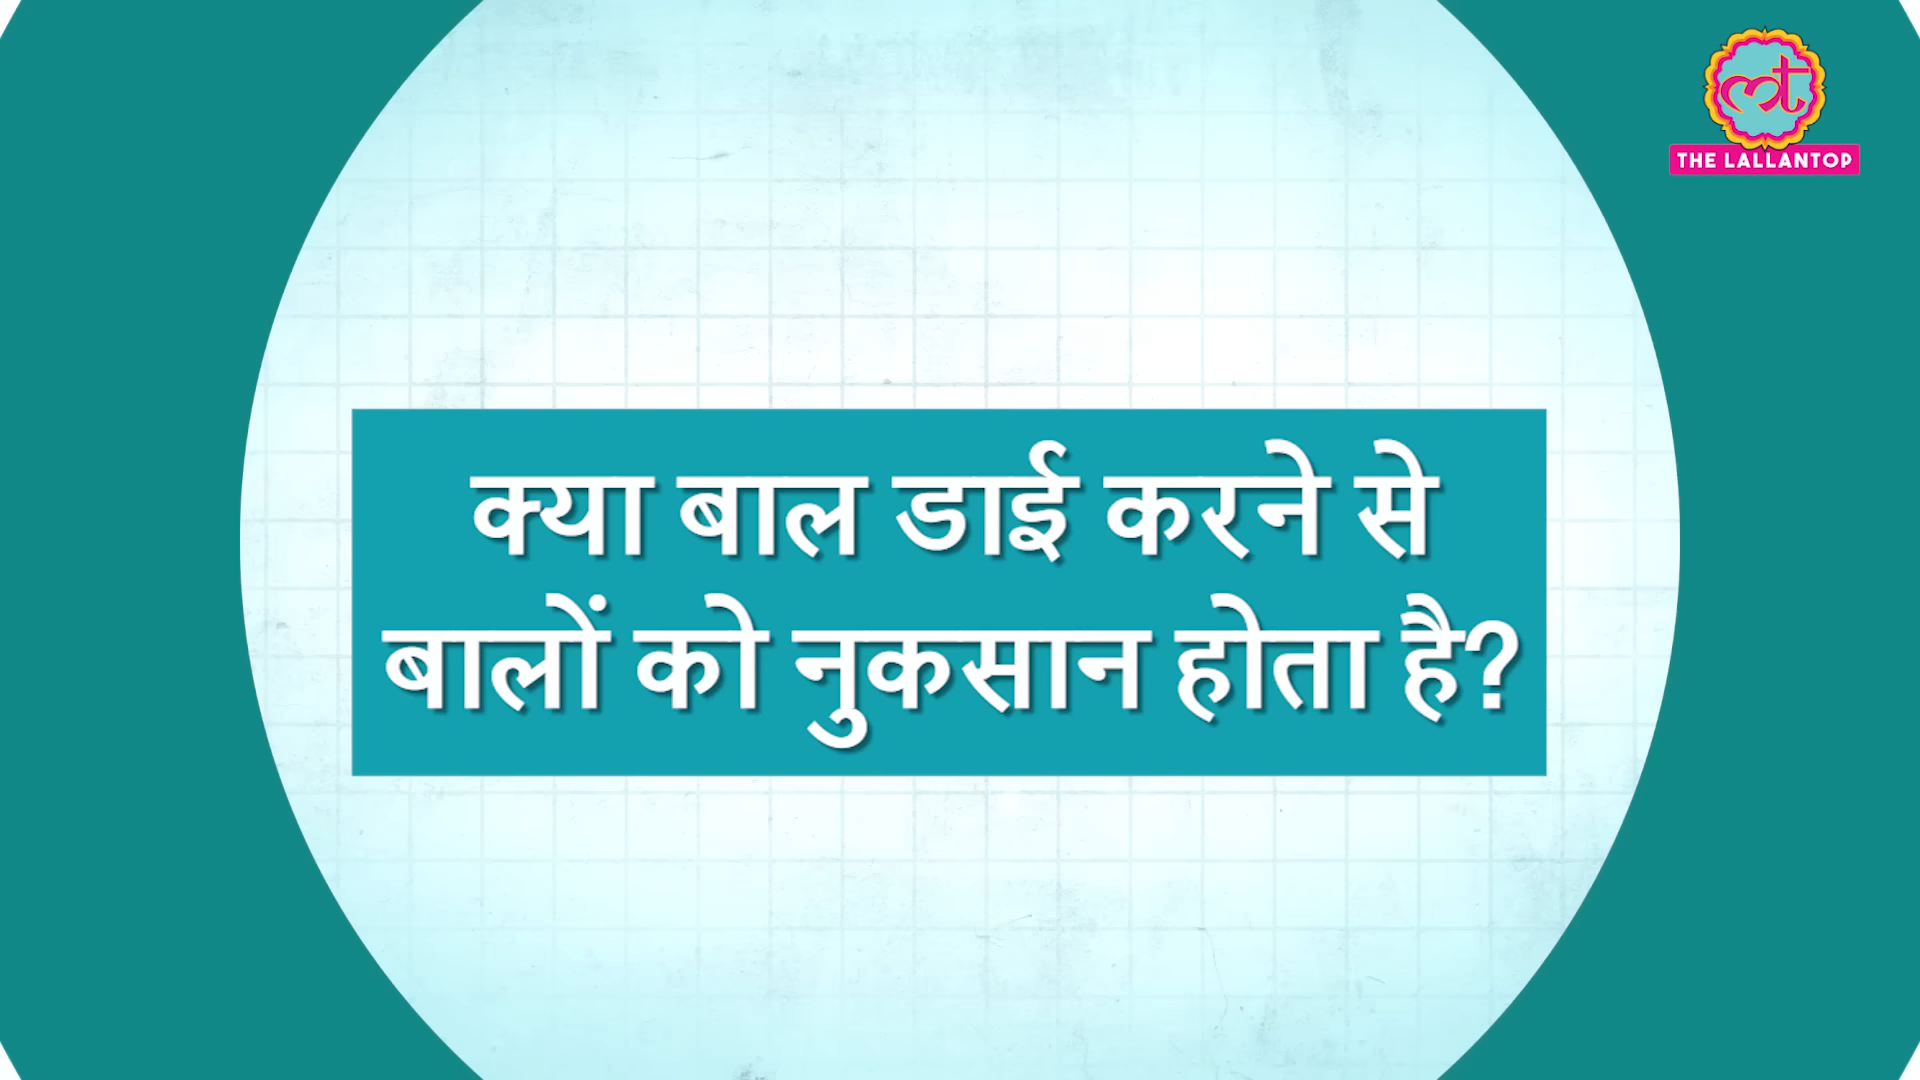 THE LALLANTOP
क्या बाल डाई करने से
बालों को नुकसान होता है?